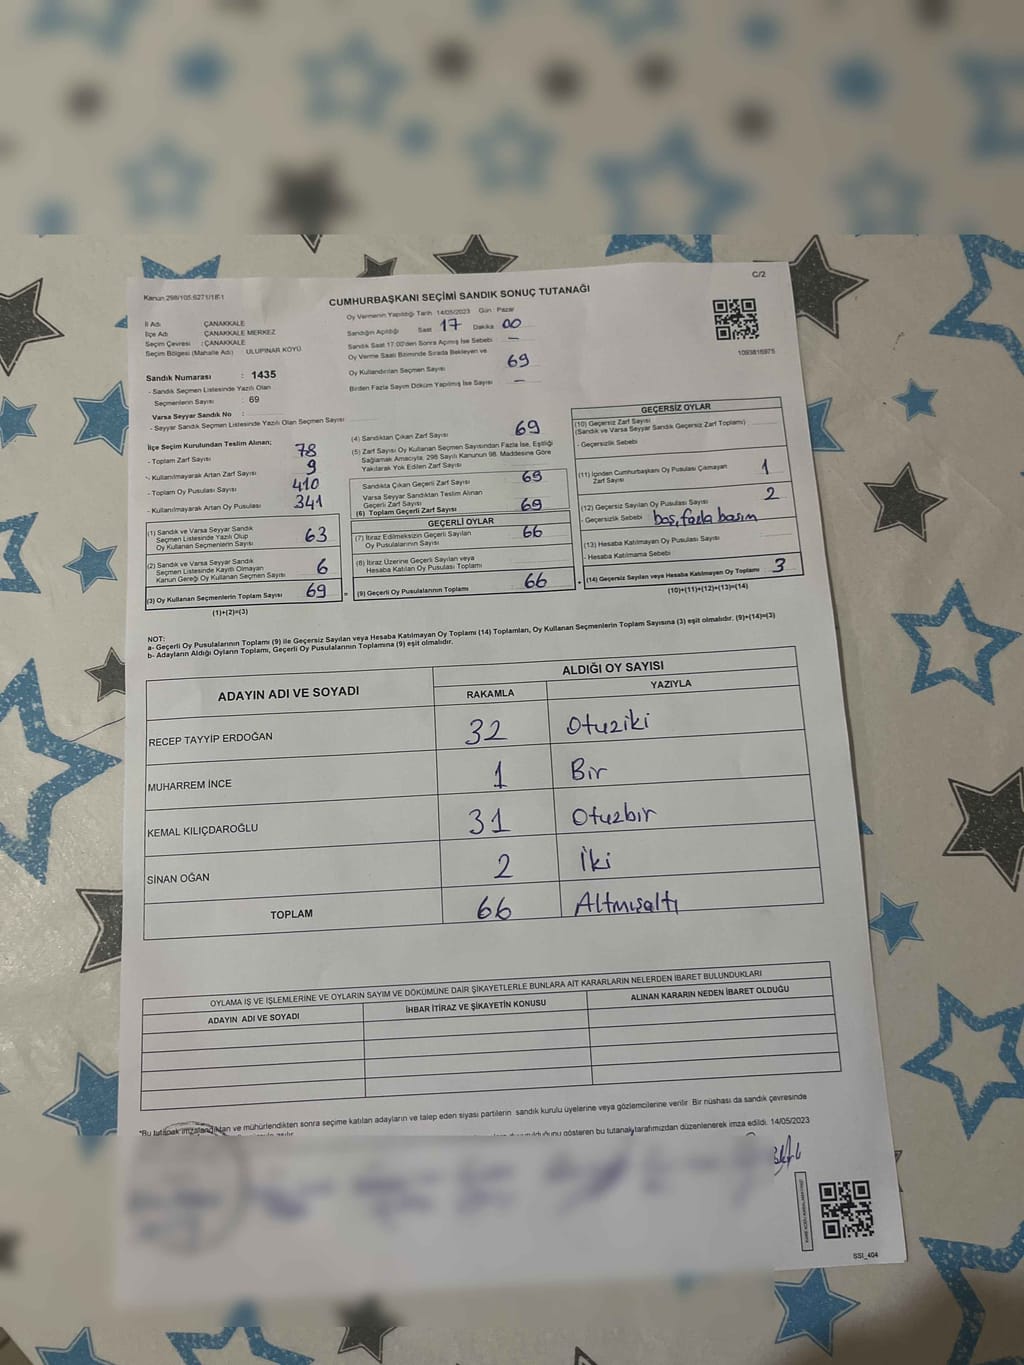 Kanun 298/105;6271/18-1
C/2
CUMHURBAŞKANI SEÇİMİ SANDIK SONUÇ TUTANAĞI
İl Adı ÇANAKKALE
İlçe Adı ÇANAKKALE MERKEZ
Seçim Çevresi : ÇANAKKALE
Seçim Bölgesi (Mahalle Adı) ULUPINAR KÖYÜ
Sandık Numarası : 1435
- Sandık Seçmen Listesinde Yazılı Olan
Seçmenlerin Sayısı : 69
Varsa Seyyar Sandık No :
- Seyyar Sandık Seçmen Listesinde Yazılı Olan Seçmen Sayısı
Oy Vermenin Yapıldığı Tarih 14/05/2023 Gün : Pazar
Sandığın Açıldığı Saat 17 Dakika 00
Sandık Saat 17:00'den Sonra Açılmış İse Sebebi —
Oy Verme Saati Bitiminde Sırada Bekleyen ve
Oy Kullandırılan Seçmen Sayısı 69
Birden Fazla Sayım Döküm Yapılmış İse Sayısı —
1093816975
İlçe Seçim Kurulundan Teslim Alınan;
- Toplam Zarf Sayısı 78
- Kullanılmayarak Artan Zarf Sayısı 9
- Toplam Oy Pusulası Sayısı 410
- Kullanılmayarak Artan Oy Pusulası 341
(1) Sandık ve Varsa Seyyar Sandık
Seçmen Listesinde Yazılı Olup
Oy Kullanan Seçmenlerin Sayısı 63
(2) Sandık ve Varsa Seyyar Sandık
Seçmen Listesinde Kayıtlı Olmayan
Kanun Gereği Oy Kullanan Seçmen Sayısı 6
(3) Oy Kullanan Seçmenlerin Toplam Sayısı 69 =
(1)+(2)=(3)
(4) Sandıktan Çıkan Zarf Sayısı 69
(5) Zarf Sayısı Oy Kullanan Seçmen Sayısından Fazla İse, Eşitliği
Sağlamak Amacıyla, 298 Sayılı Kanunun 98. Maddesine Göre
Yakılarak Yok Edilen Zarf Sayısı
Sandıkta Çıkan Geçerli Zarf Sayısı 69
Varsa Seyyar Sandıktan Teslim Alınan
Geçerli Zarf Sayısı
(6) Toplam Geçerli Zarf Sayısı 69
GEÇERLİ OYLAR
(7) İtiraz Edilmeksizin Geçerli Sayılan
Oy Pusulalarının Sayısı 66
(8) İtiraz Üzerine Geçerli Sayılan veya
Hesaba Katılan Oy Pusulası Toplamı
(9) Geçerli Oy Pusulalarının Toplamı 66 +
GEÇERSİZ OYLAR
(10) Geçersiz Zarf Sayısı
(Sandık ve Varsa Seyyar Sandık Geçersiz Zarf Toplamı)
- Geçersizlik Sebebi
(11) İçinden Cumhurbaşkanı Oy Pusulası Çıkmayan
Zarf Sayısı 1
(12) Geçersiz Sayılan Oy Pusulası Sayısı 2
- Geçersizlik Sebebi : boş, fazla basım
(13) Hesaba Katılmayan Oy Pusulası Sayısı
- Hesaba Katılmama Sebebi
(14) Geçersiz Sayılan veya Hesaba Katılmayan Oy Toplamı 3
(10)+(11)+(12)+(13)=(14)
NOT:
a- Geçerli Oy Pusulalarının Toplamı (9) ile Geçersiz Sayılan veya Hesaba Katılmayan Oy Toplamı (14) Toplamları, Oy Kullanan Seçmenlerin Toplam Sayısına (3) eşit olmalıdır. (9)+(14)=(3)
b- Adayların Aldığı Oyların Toplamı, Geçerli Oy Pusulalarının Toplamına (9) eşit olmalıdır.
ADAYIN ADI VE SOYADI ALDIĞI OY SAYISI
RAKAMLA YAZIYLA
RECEP TAYYİP ERDOĞAN 32 Otuziki
MUHARREM İNCE 1 Bir
KEMAL KILIÇDAROĞLU 31 Otuzbir
SİNAN OĞAN 2 İki
TOPLAM 66 Altmışaltı
OYLAMA İŞ VE İŞLEMLERİNE VE OYLARIN SAYIM VE DÖKÜMÜNE DAİR ŞİKAYETLERLE BUNLARA AİT KARARLARIN NELERDEN İBARET BULUNDUKLARI
ADAYIN ADI VE SOYADI İHBAR İTİRAZ VE ŞİKAYETİN KONUSU ALINAN KARARIN NEDEN İBARET OLDUĞU
*Bu tutanak imzalandıktan ve mühürlendikten sonra seçime katılan adayların ve talep eden siyasi partilerin sandık kurulu üyelerine veya gözlemcilerine verilir. Bir nüshası da sandık çevresinde
gösteren bu tutanak tarafımızdan düzenlenerek imza edildi. 14/05/2023
SSI_404